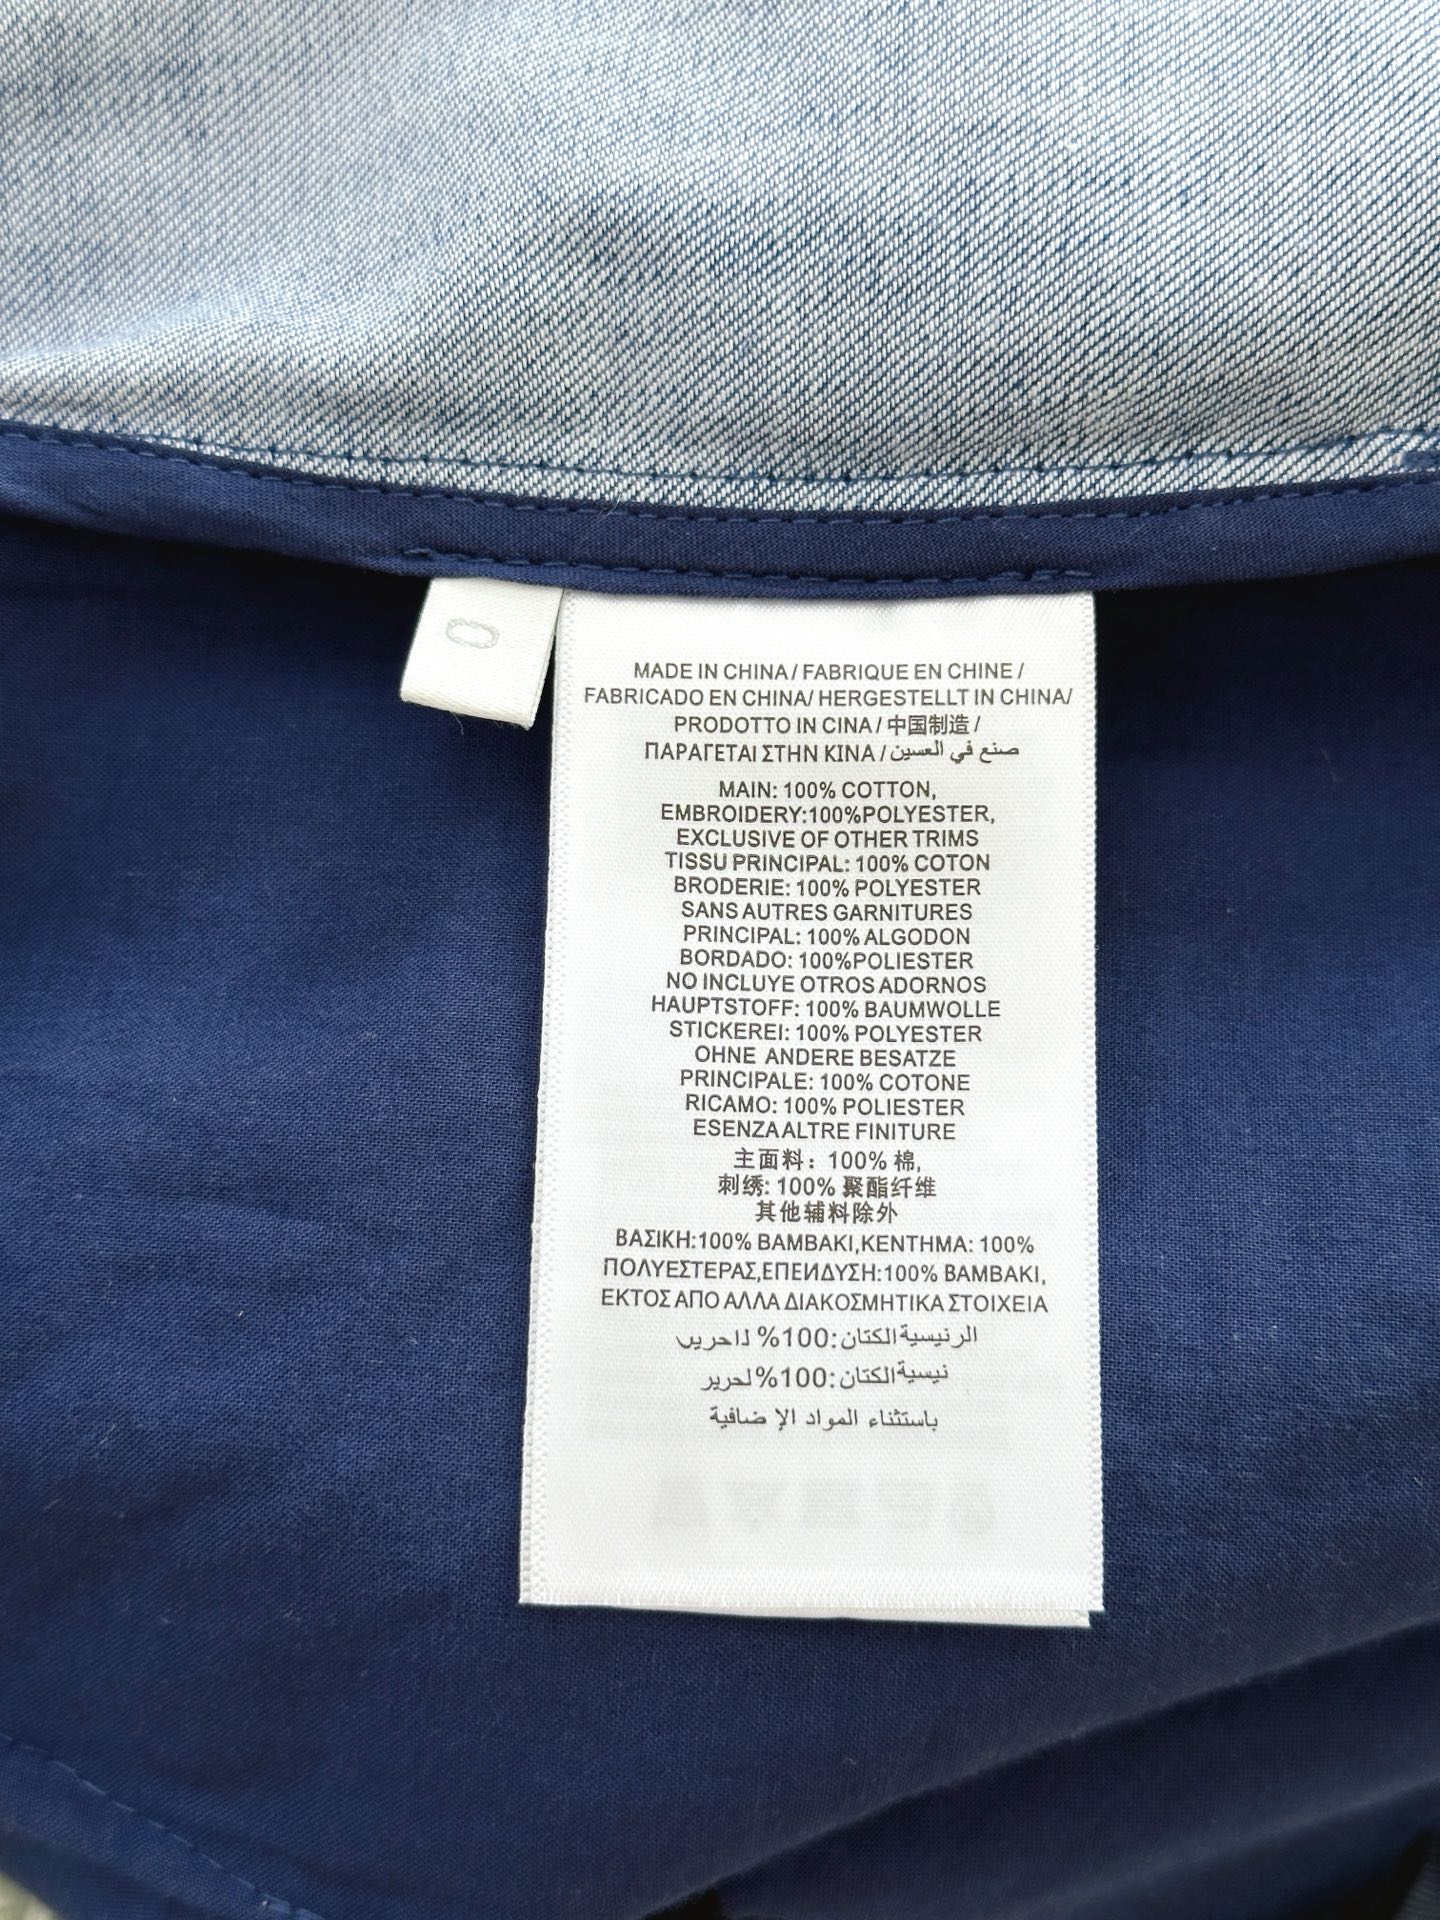 0
MADE IN CHINA / FABRIQUE EN CHINE /
FABRICADO EN CHINA/ HERGESTELLT IN CHINA/
PRODOTTO IN CINA / 中国制造 /
ΠΑΡΑΓΕΤΑΙ ΣΤΗΝ ΚΙΝΑ / صنع في العسين
MAIN: 100% COTTON,
EMBROIDERY:100%POLYESTER,
EXCLUSIVE OF OTHER TRIMS
TISSU PRINCIPAL: 100% COTON
BRODERIE: 100% POLYESTER
SANS AUTRES GARNITURES
PRINCIPAL: 100% ALGODON
BORDADO: 100%POLIESTER
NO INCLUYE OTROS ADORNOS
HAUPTSTOFF: 100% BAUMWOLLE
STICKEREI: 100% POLYESTER
OHNE ANDERE BESATZE
PRINCIPALE: 100% COTONE
RICAMO: 100% POLIESTER
ESENZA ALTRE FINITURE
主面料：100% 棉,
刺绣: 100% 聚酯纤维
其他辅料除外
ΒΑΣΙΚΗ:100% ΒΑΜΒΑΚΙ,ΚΕΝΤΗΜΑ: 100%
ΠΟΛΥΕΣΤΕΡΑΣ,ΕΠΕИΔΥΣΗ:100% ΒΑΜΒΑΚΙ,
ΕΚΤΟΣ ΑΠΟ ΑΛΛΑ ΔΙΑΚΟΣΜΗΤΙΚΑ ΣΤΟΙΧΕΙΑ
الرئيسية الكتان:100%
نيسية الكتان:100% لحرير
باستثناء المواد الإ ضافية